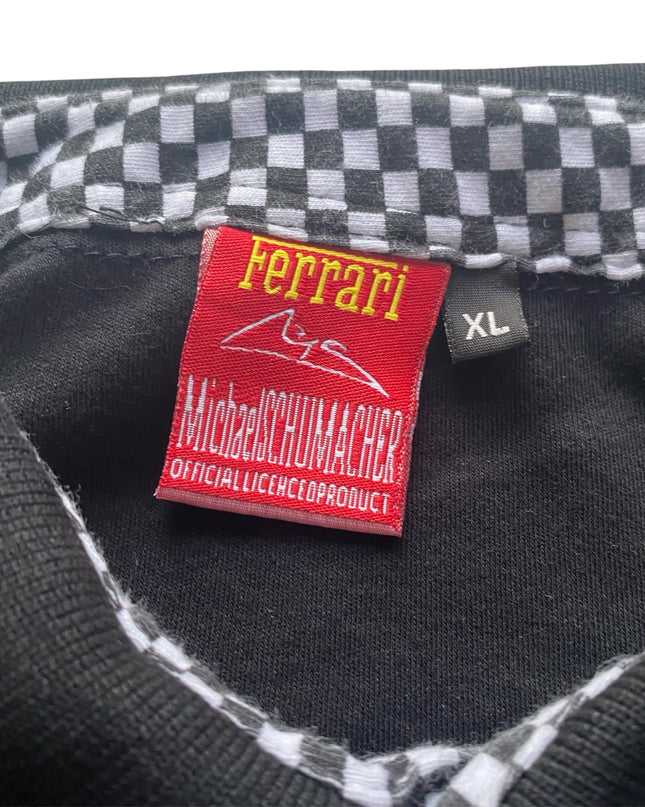 Ferrari
XL
MichaelSCHUMACHER
OFFICIALLICENCEDPRODUCT